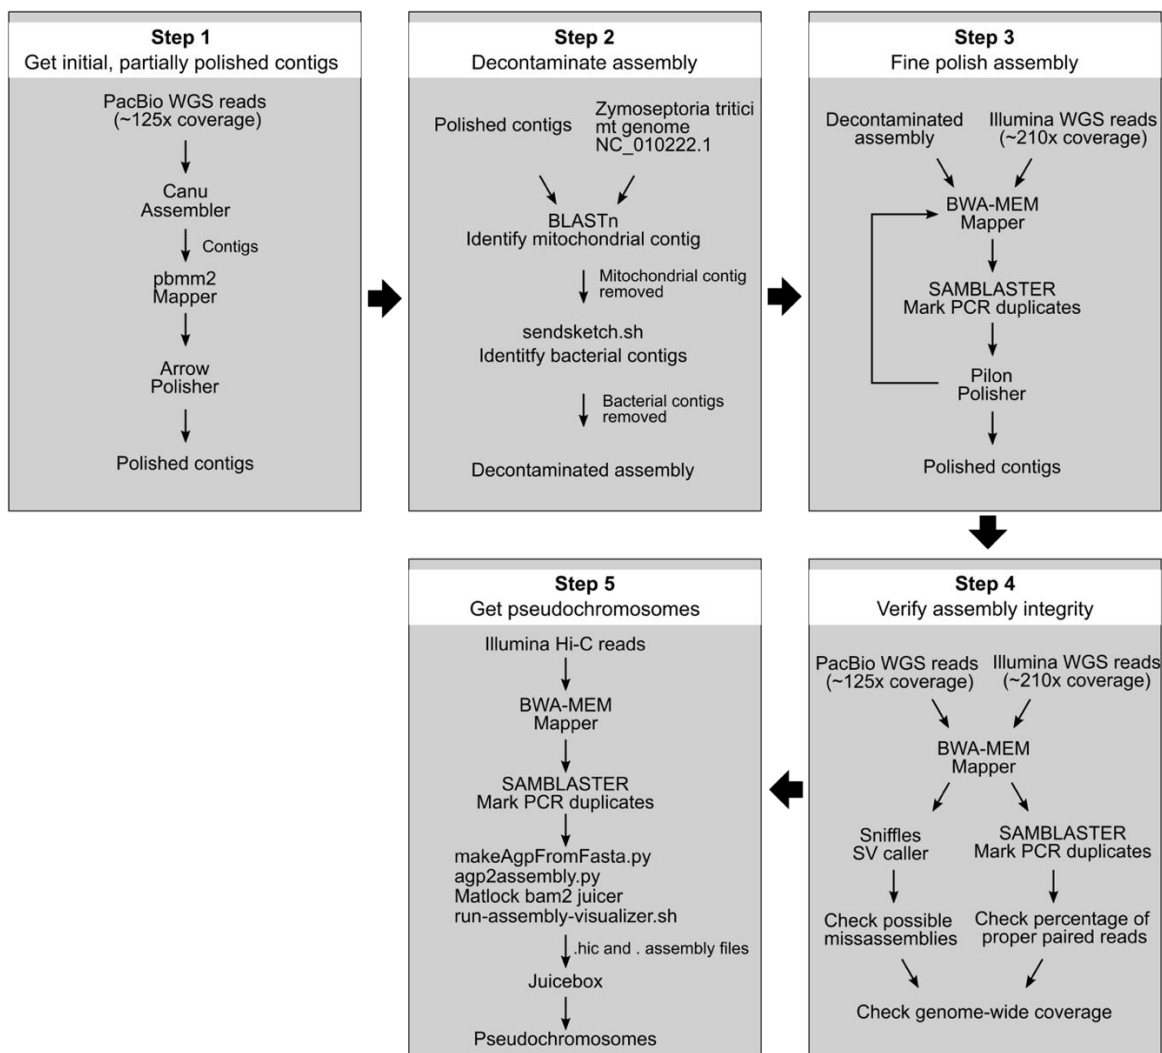 Step 1
Get initial, partially polished contigs
PacBio WGS reads
(~125x coverage)
Canu
Assembler
Contigs
pbmm2
Mapper
Arrow
Polisher
Polished contigs
Step 2
Decontaminate assembly
Polished contigs
Zymoseptoria tritici
mt genome
NC_010222.1
BLASTn
Identify mitochondrial contig
Mitochondrial contig
removed
sendsketch.sh
Identitfy bacterial contigs
Bacterial contigs
removed
Decontaminated assembly
Step 3
Fine polish assembly
Decontaminated
assembly
Illumina WGS reads
(~210x coverage)
BWA-MEM
Mapper
SAMBLASTER
Mark PCR duplicates
Pilon
Polisher
Polished contigs
Step 4
Verify assembly integrity
PacBio WGS reads
(~125x coverage)
Illumina WGS reads
(~210x coverage)
BWA-MEM
Mapper
Sniffles
SV caller
SAMBLASTER
Mark PCR duplicates
Check possible
missassemblies
Check percentage of
proper paired reads
Check genome-wide coverage
Step 5
Get pseudochromosomes
Illumina Hi-C reads
BWA-MEM
Mapper
SAMBLASTER
Mark PCR duplicates
makeAgpFromFasta.py
agp2assembly.py
Matlock bam2 juicer
run-assembly-visualizer.sh
.hic and . assembly files
Juicebox
Pseudochromosomes